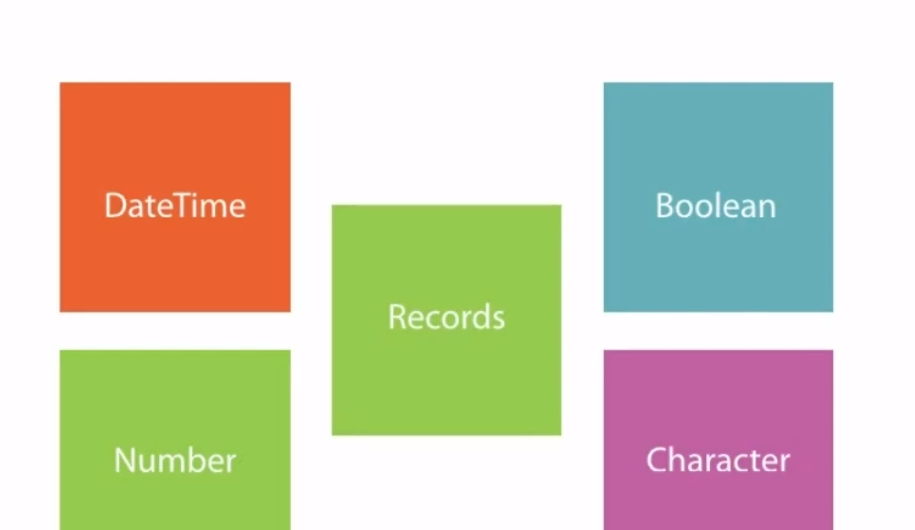 DateTime
Boolean
Records
Number
Character